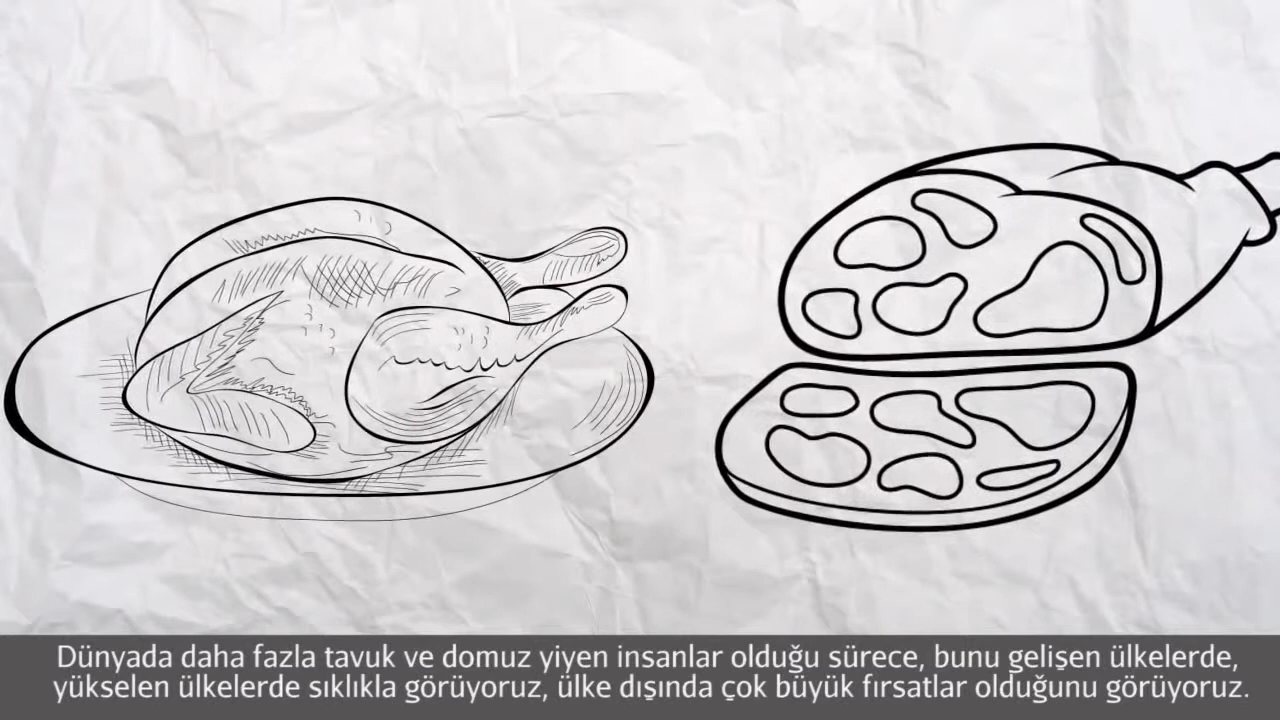 Dünyada daha fazla tavuk ve domuz yiyen insanlar olduğu sürece, bunu gelişen ülkelerde,
yükselen ülkelerde sıklıkla görüyoruz, ülke dışında çok büyük fırsatlar olduğunu görüyoruz.